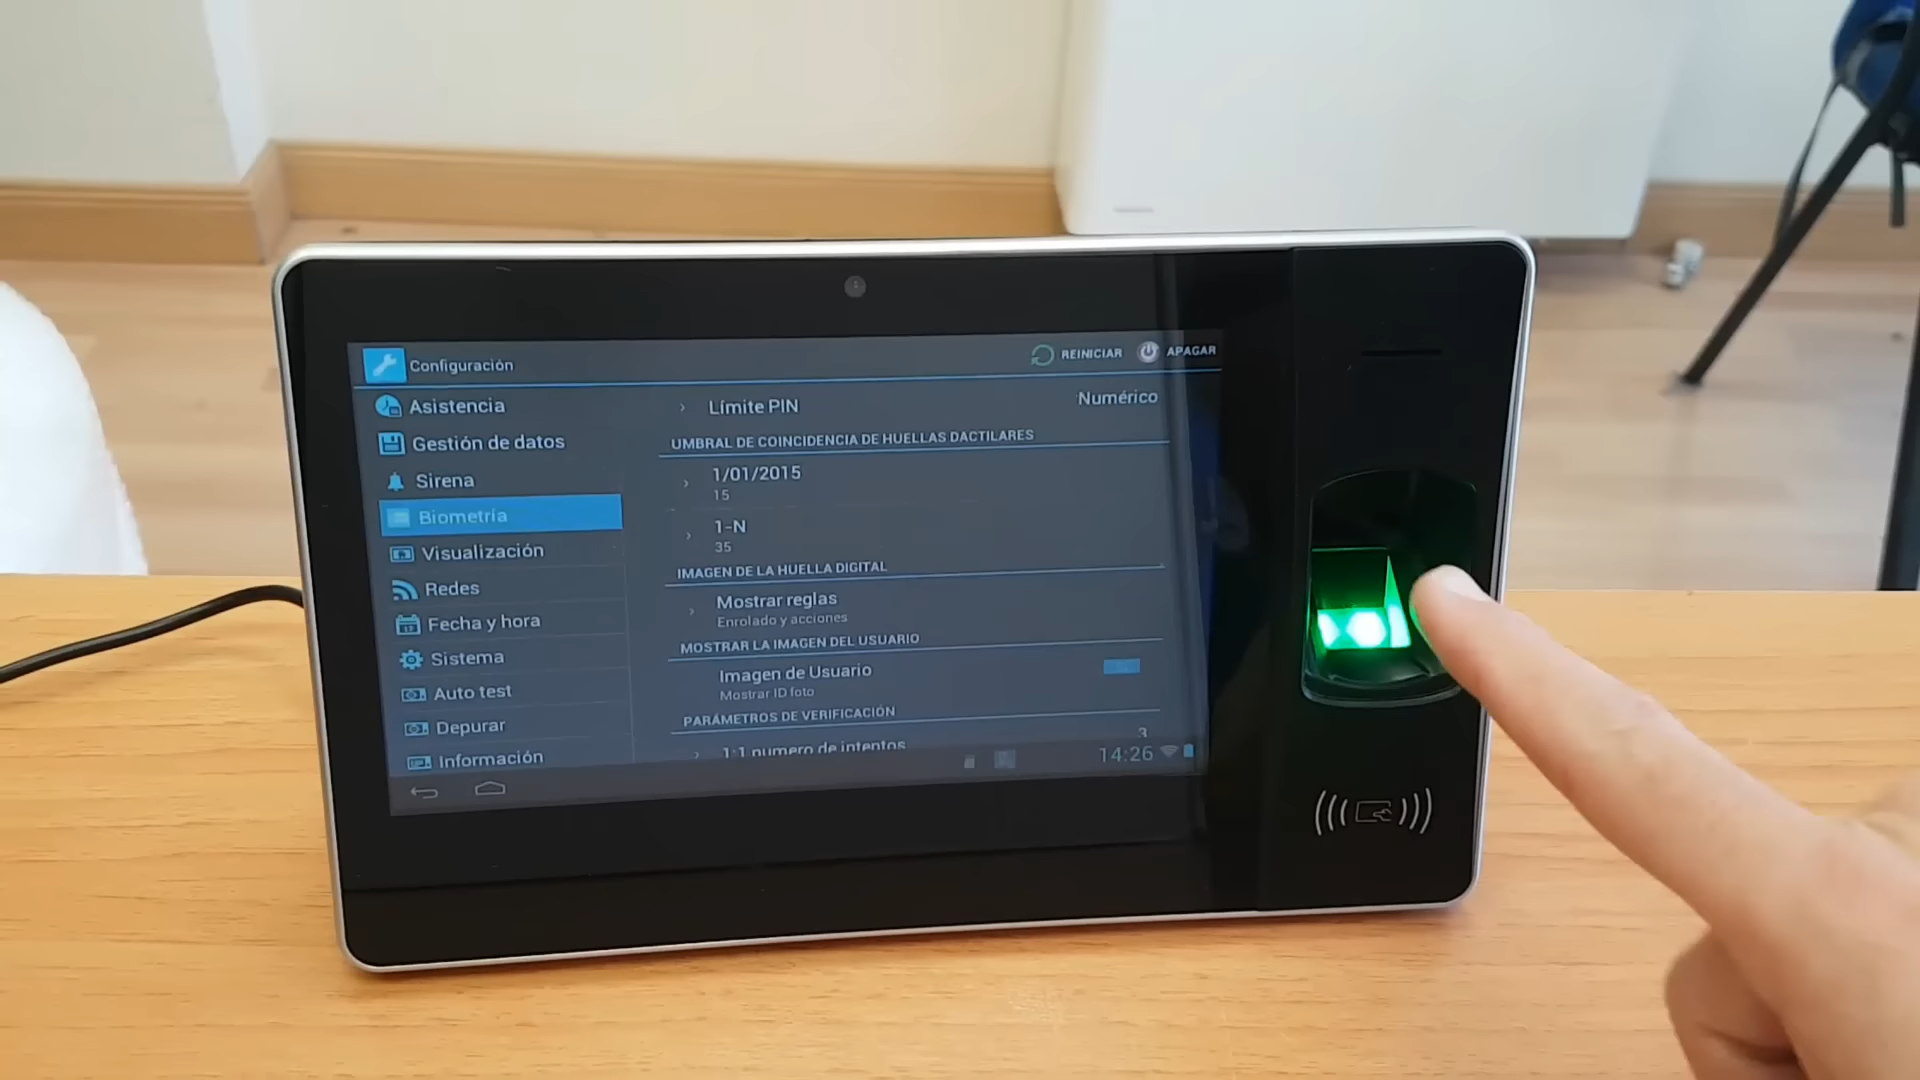 Configuración
REINICIAR
APAGAR
Asistencia
Gestión de datos
Sirena
Biometría
Visualización
Redes
Fecha y hora
Sistema
Auto test
Depurar
Información
Límite PIN
Numérico
UMBRAL DE COINCIDENCIA DE HUELLAS DACTILARES
1/01/2015
15
1-N
35
IMAGEN DE LA HUELLA DIGITAL
Mostrar reglas
Enrolado y acciones
MOSTRAR LA IMAGEN DEL USUARIO
Imagen de Usuario
Mostrar ID foto
PARÁMETROS DE VERIFICACIÓN
1:1 numero de intentos
3
14:26